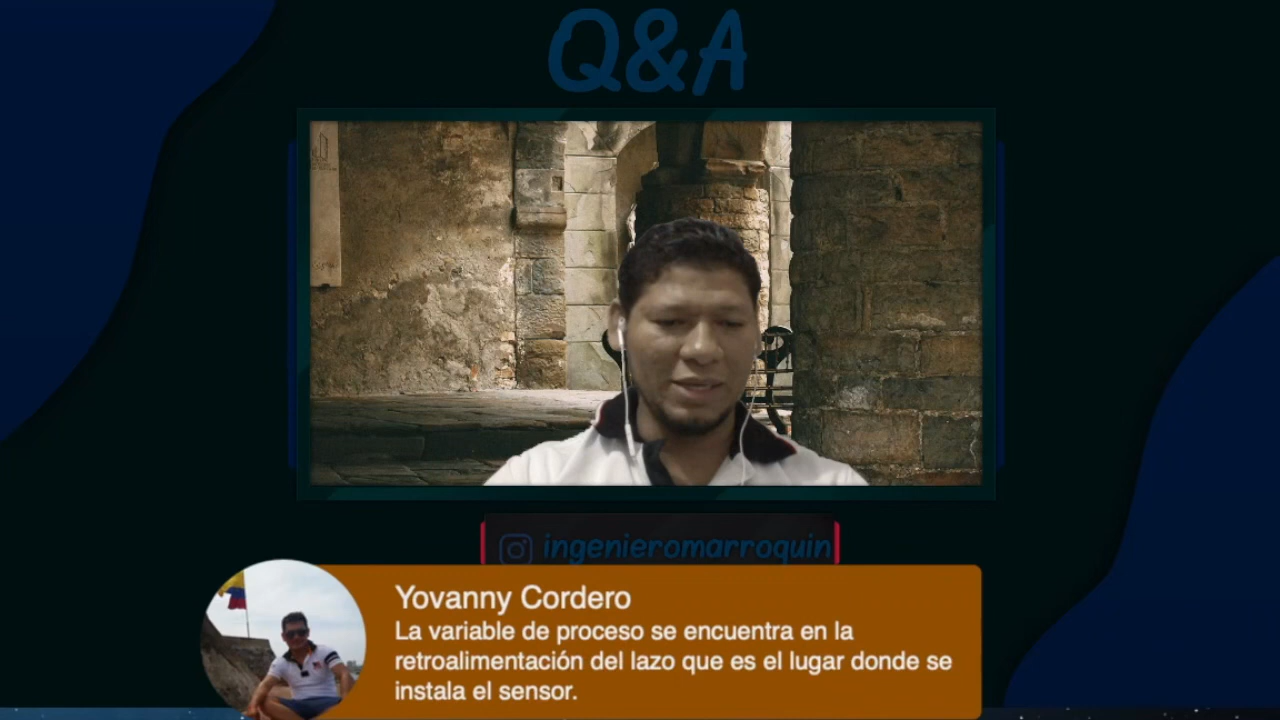 Q&A
ingenieromarroquin
Yovanny Cordero
La variable de proceso se encuentra en la
retroalimentación del lazo que es el lugar donde se
instala el sensor.